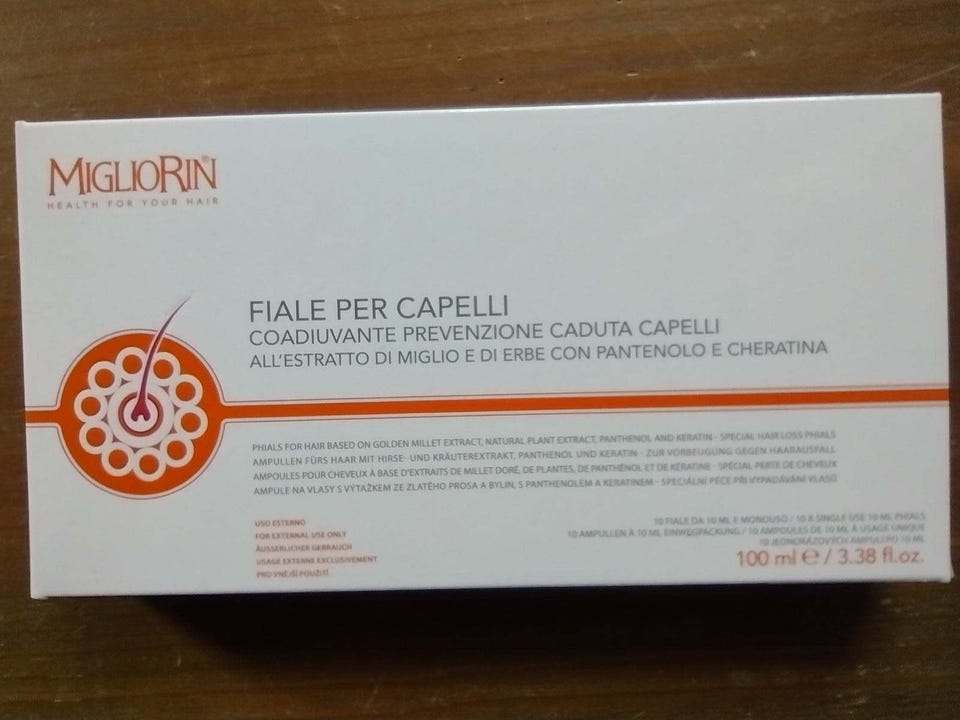 MIGLIORIN®
HEALTH FOR YOUR HAIR
FIALE PER CAPELLI
COADIUVANTE PREVENZIONE CADUTA CAPELLI
ALL'ESTRATTO DI MIGLIO E DI ERBE CON PANTENOLO E CHERATINA
PHIALS FOR HAIR BASED ON GOLDEN MILLET EXTRACT, NATURAL PLANT EXTRACT, PANTHENOL AND KERATIN - SPECIAL HAIR LOSS PHIALS
AMPULLEN FÜRS HAAR MIT HIRSE- UND KRÄUTEREXTRAKT, PANTHENOL UND KERATIN - ZUR VORBEUGUNG GEGEN HAARAUSFALL
AMPOULES POUR CHEVEUX À BASE D'EXTRAITS DE MILLET DORÉ, DE PLANTES, DE PANTHÉNOL ET DE KÉRATINE - SPÉCIAL PERTE DE CHEVEUX
AMPULE NA VLASY S VÝTAŽKEM ZE ZLATÉHO PROSA A BYLIN, S PANTHENOLEM A KERATINEM - SPECIÁLNÍ PÉČE PŘI VYPADÁVÁNÍ VLASŮ
USO ESTERNO
FOR EXTERNAL USE ONLY
ÄUSSERLICHER GEBRAUCH
USAGE EXTERNE EXCLUSIVEMENT
PRO VNĚJŠÍ POUŽITÍ
10 FIALE DA 10 ML E MONOUSO / 10 X SINGLE-USE 10 ML PHIALS
10 AMPULLEN À 10 ML EINWEGPACKUNG / 10 AMPOULES DE 10 ML À USAGE UNIQUE
10 JEDNORÁZOVÝCH AMPULÍ PO 10 ML
100 ml ℮ / 3.38 fl.oz.